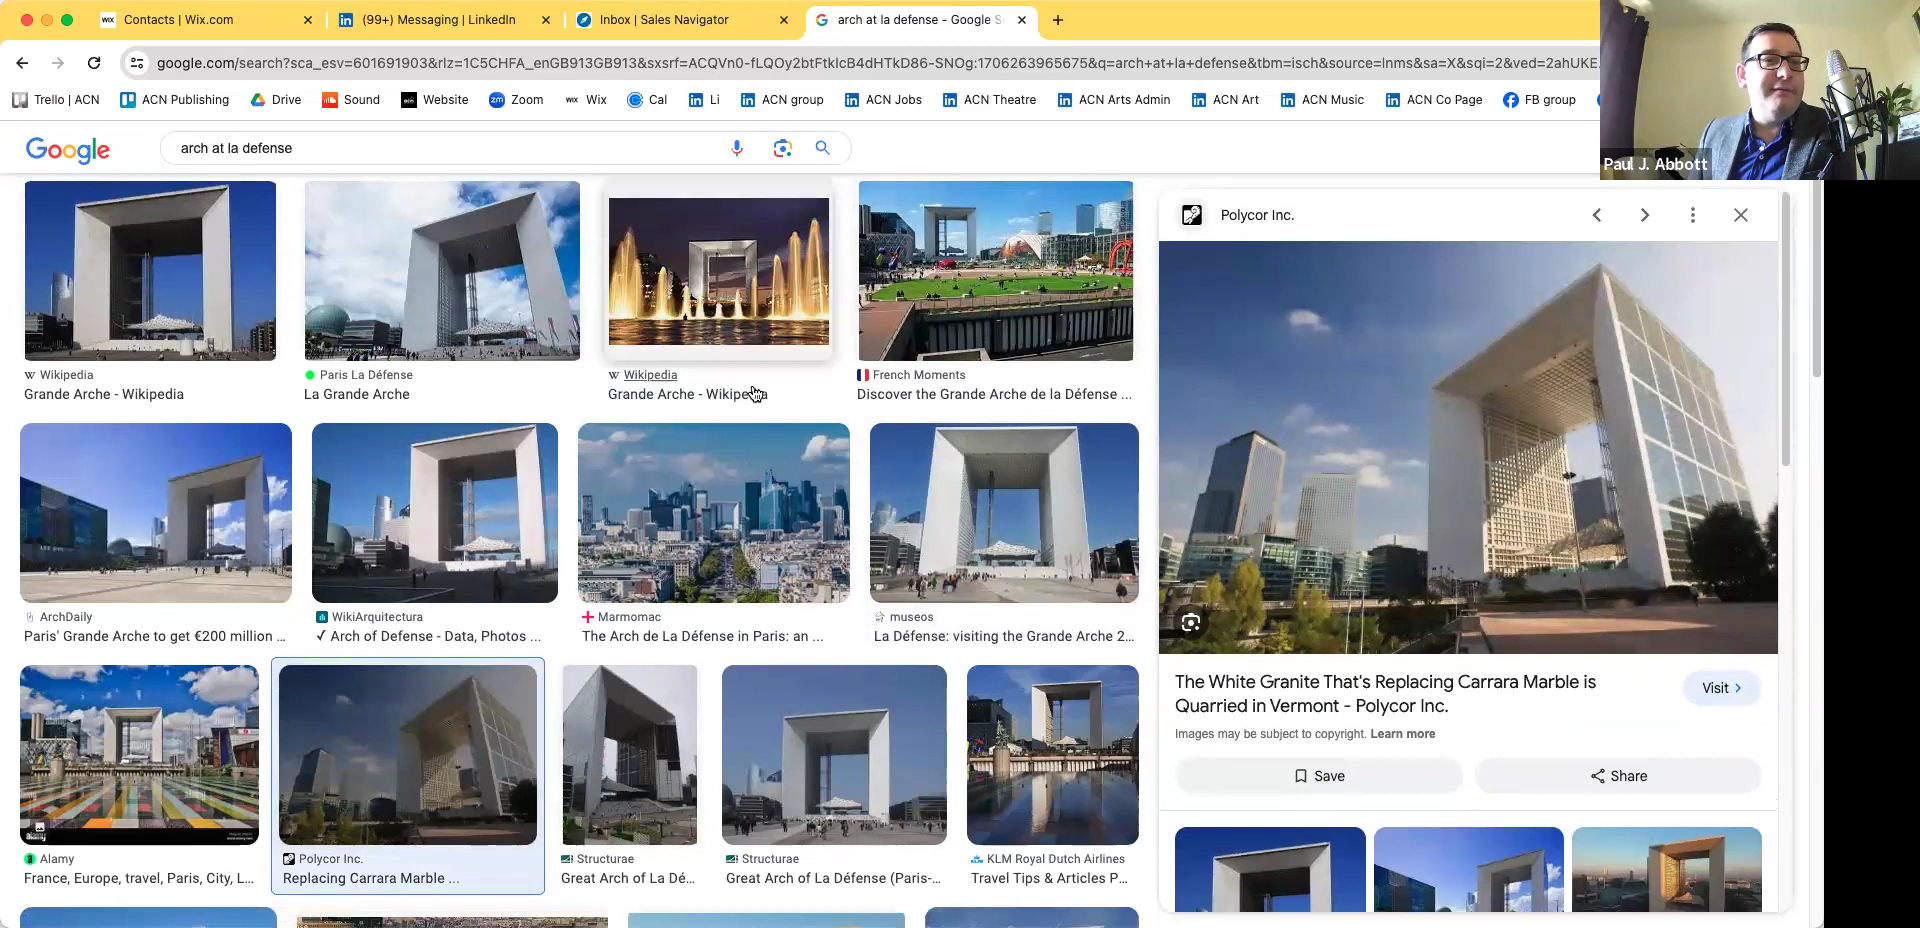 Contacts | Wix.com
(99+) Messaging | LinkedIn
Inbox | Sales Navigator
arch at la defense - Google S
google.com/search?sca_esv=601691903&rlz=1C5CHFA_enGB913GB913&sxsrf=ACQVn0-fLQOy2btFtkIcB4dHTkD86-SNOg:1706263965675&q=arch+at+la+defense&tbm=isch&source=lnms&sa=X&sqi=2&ved=2ahUKE
Trello | ACN
ACN Publishing
Drive
Sound
Website
Zoom
Wix
Cal
Li
ACN group
ACN Jobs
ACN Theatre
ACN Arts Admin
ACN Art
ACN Music
ACN Co Page
FB group
Paul J. Abbott
Google
arch at la defense
Wikipedia
Grande Arche - Wikipedia
Paris La Défense
La Grande Arche
Wikipedia
Grande Arche - Wikipedia
French Moments
Discover the Grande Arche de la Défense ...
ArchDaily
Paris' Grande Arche to get €200 million ...
WikiArquitectura
✓ Arch of Defense - Data, Photos ...
Marmomac
The Arch de La Défense in Paris: an ...
museos
La Défense: visiting the Grande Arche 2...
Alamy
France, Europe, travel, Paris, City, L...
Polycor Inc.
Replacing Carrara Marble ...
Structurae
Great Arch of La Dé...
Structurae
Great Arch of La Défense (Paris-...
KLM Royal Dutch Airlines
Travel Tips & Articles P...
Polycor Inc.
The White Granite That's Replacing Carrara Marble is
Quarried in Vermont - Polycor Inc.
Visit
Images may be subject to copyright. Learn more
Save
Share